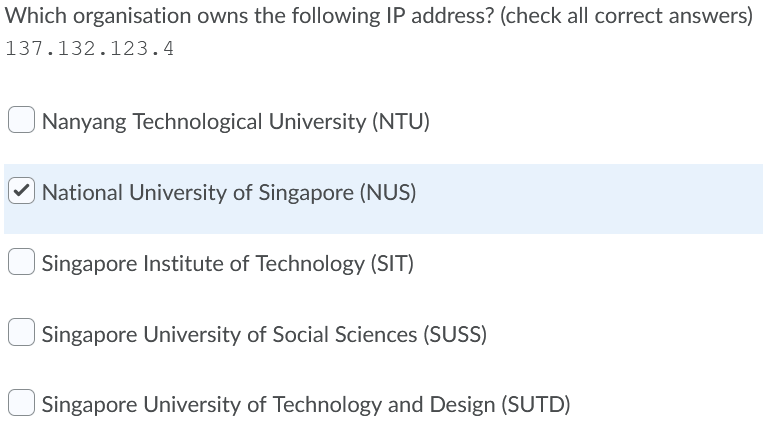 Which organisation owns the following IP address? (check all correct answers)
137.132.123.4
Nanyang Technological University (NTU)
National University of Singapore (NUS)
Singapore Institute of Technology (SIT)
Singapore University of Social Sciences (SUSS)
Singapore University of Technology and Design (SUTD)